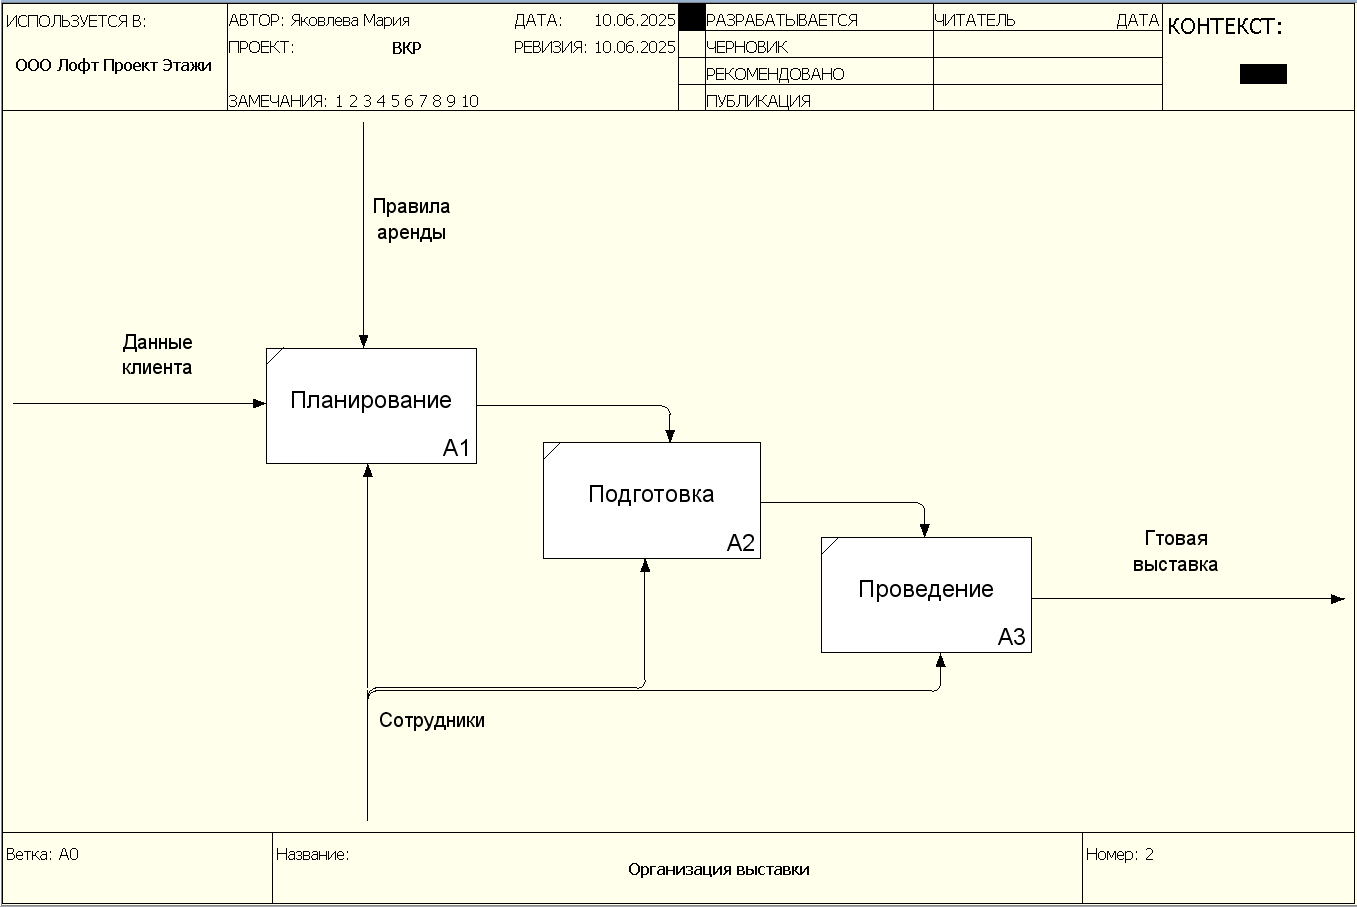 ИСПОЛЬЗУЕТСЯ В:
ООО Лофт Проект Этажи
АВТОР: Яковлева Мария
ДАТА: 10.06.2025
ПРОЕКТ: ВКР
РЕВИЗИЯ: 10.06.2025
ЗАМЕЧАНИЯ: 1 2 3 4 5 6 7 8 9 10
РАЗРАБАТЫВАЕТСЯ
ЧЕРНОВИК
РЕКОМЕНДОВАНО
ПУБЛИКАЦИЯ
ЧИТАТЕЛЬ ДАТА
КОНТЕКСТ:
Правила
аренды
Данные
клиента
Планирование
A1
Подготовка
A2
Проведение
A3
Гтовая
выставка
Сотрудники
Ветка: A0
Название:
Организация выставки
Номер: 2